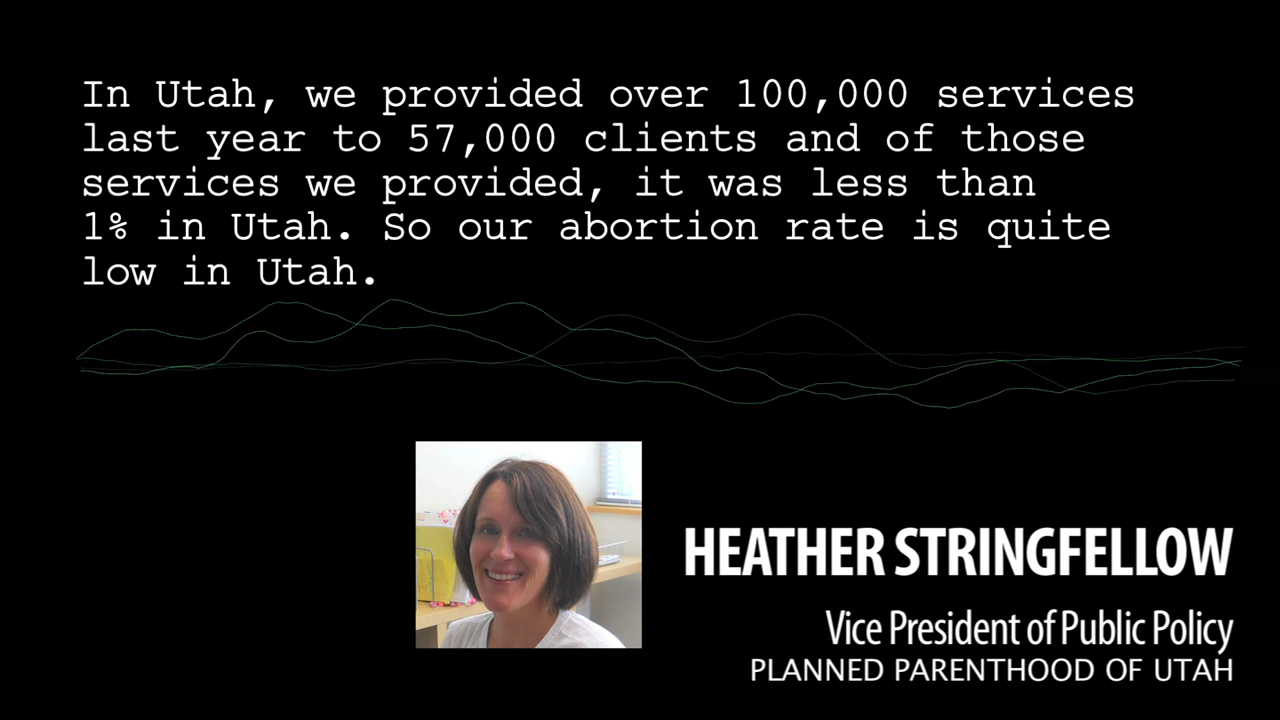 In Utah, we provided over 100,000 services
last year to 57,000 clients and of those
services we provided, it was less than
1% in Utah. So our abortion rate is quite
low in Utah.
HEATHER STRINGFELLOW
Vice President of Public Policy
PLANNED PARENTHOOD OF UTAH